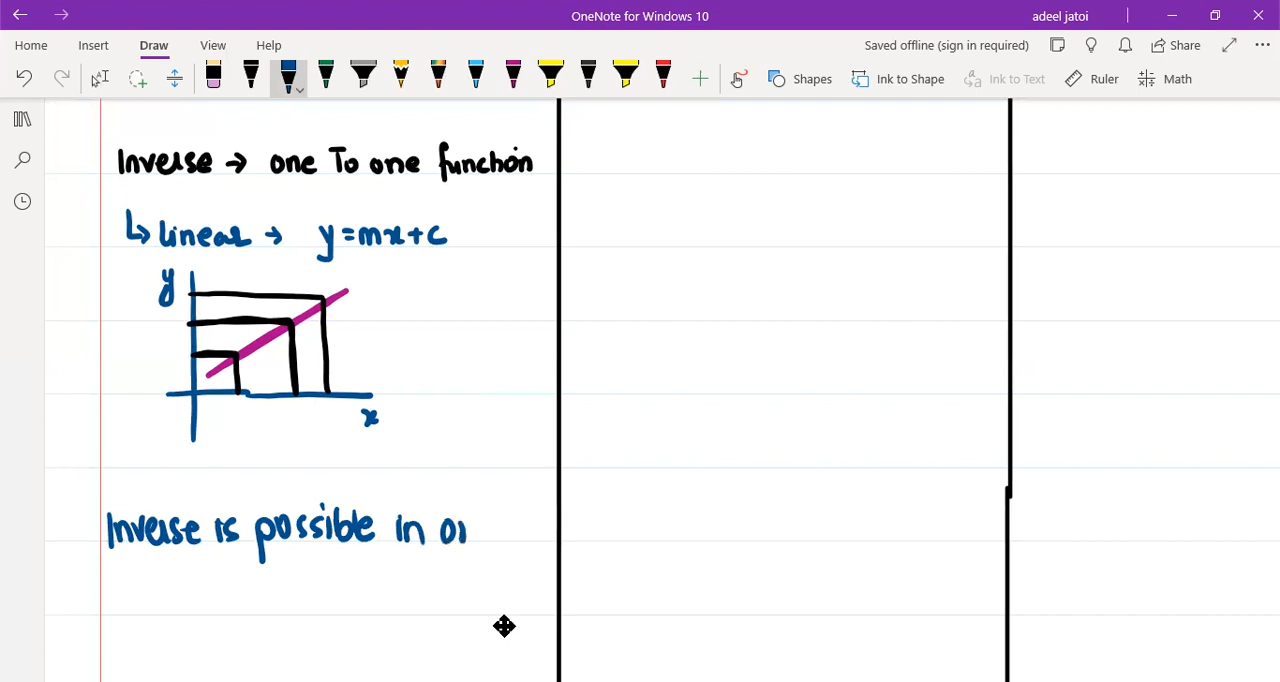 OneNote for Windows 10
adeel jatoi
Home Insert Draw View Help
Saved offline (sign in required)
Share
Shapes
Ink to Shape
Ink to Text
Ruler
Math
Inverse → one To one function
↳ linear → y=mx+c
y
x
Inverse is possible in